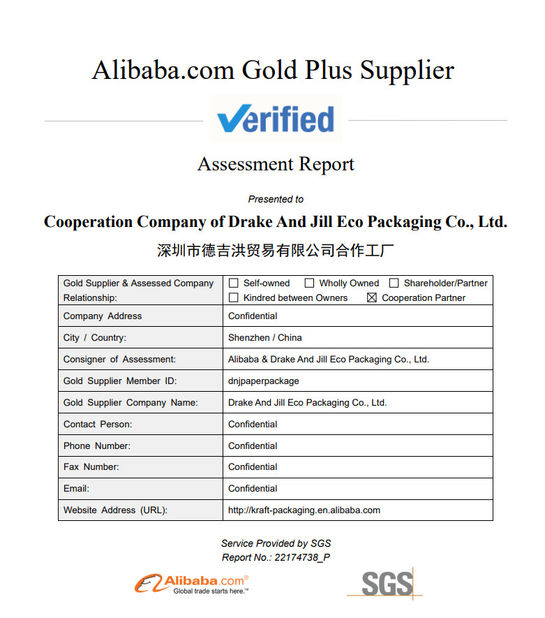 Alibaba.com Gold Plus Supplier
Verified
Assessment Report
Presented to
Cooperation Company of Drake And Jill Eco Packaging Co., Ltd.
深圳市德吉洪贸易有限公司合作工厂
Gold Supplier & Assessed Company Relationship: ☐ Self-owned ☐ Wholly Owned ☐ Shareholder/Partner
☐ Kindred between Owners ☒ Cooperation Partner
Company Address Confidential
City / Country: Shenzhen / China
Consigner of Assessment: Alibaba & Drake And Jill Eco Packaging Co., Ltd.
Gold Supplier Member ID: dnjpaperpackage
Gold Supplier Company Name: Drake And Jill Eco Packaging Co., Ltd.
Contact Person: Confidential
Phone Number: Confidential
Fax Number: Confidential
Email: Confidential
Website Address (URL): http://kraft-packaging.en.alibaba.com
Service Provided by SGS
Report No.: 22174738_P
Alibaba.com®
Global trade starts here.™
SGS